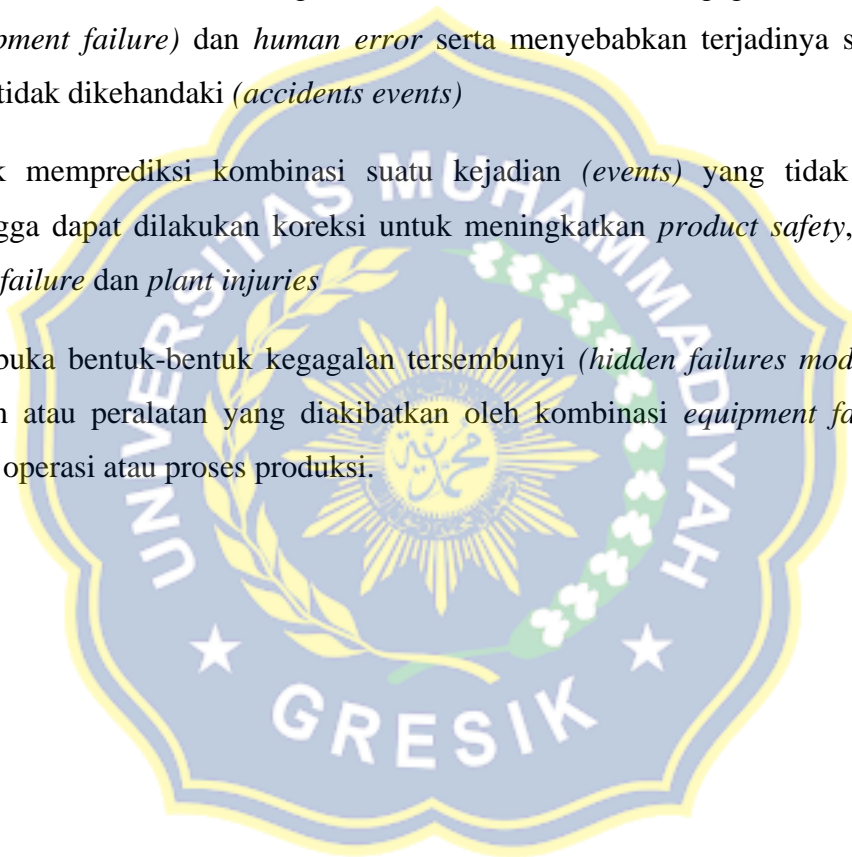 pment failure) dan human error serta menyebabkan terjadinya s
tidak dikehandaki (accidents events)
k memprediksi kombinasi suatu kejadian (events) yang tidak
gga dapat dilakukan koreksi untuk meningkatkan product safety,
failure dan plant injuries
buka bentuk-bentuk kegagalan tersembunyi (hidden failures mod
n atau peralatan yang diakibatkan oleh kombinasi equipment fa
operasi atau proses produksi.
UNIVERSITAS MUHAMMADIYAH
GRESIK